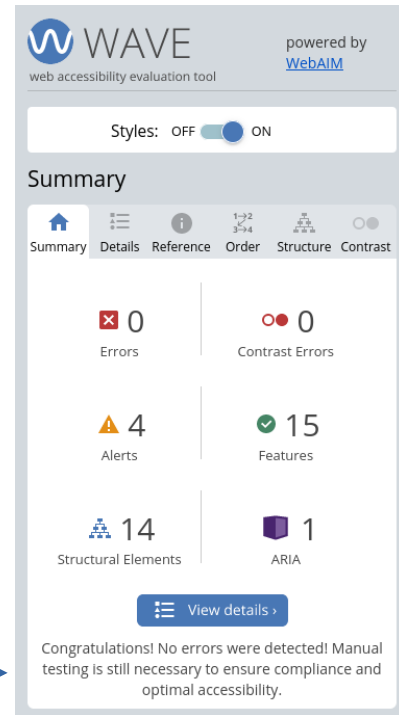 WAVE
powered by
WebAIM
web accessibility evaluation tool
Styles: OFF ON
Summary
1→2
3→4
Summary Details Reference Order Structure Contrast
0 0
Errors Contrast Errors
4 15
Alerts Features
14 1
Structural Elements ARIA
View details ›
Congratulations! No errors were detected! Manual
testing is still necessary to ensure compliance and
optimal accessibility.